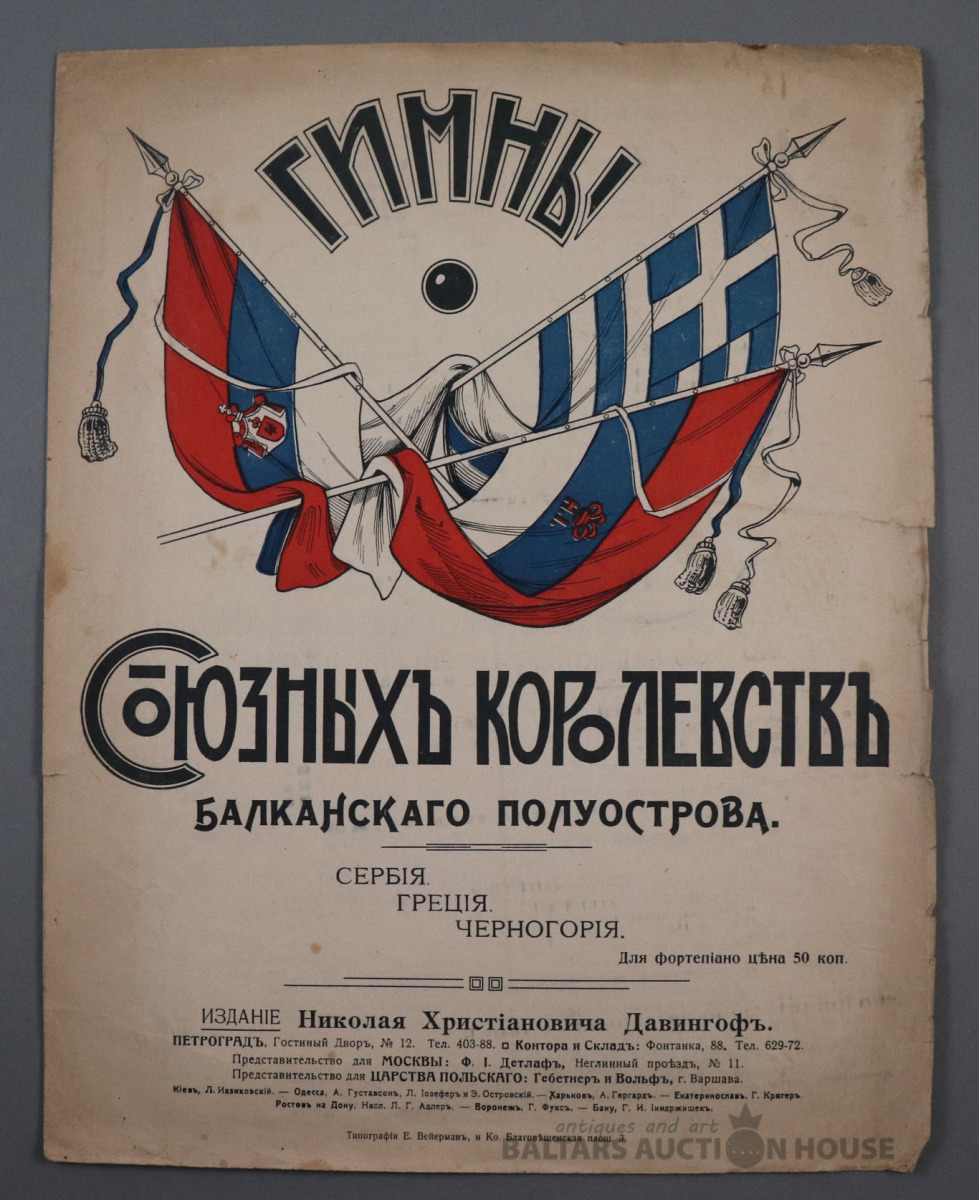 ГИМНЫ
Н.I.
СОЮЗНЫХЪ КОРОЛЕВСТВЪ
БАЛКАНСКАГО ПОЛУОСТРОВА.
СЕРБІЯ.
ГРЕЦІЯ.
ЧЕРНОГОРІЯ.
Для фортепіано цѣна 50 коп.
ИЗДАНІЕ Николая Христіановича Давингофъ.
ПЕТРОГРАДЪ, Гостиный Дворъ, № 12. Тел. 403-88. Контора и Складъ: Фонтанка, 88. Тел. 629-72.
Представительство для МОСКВЫ: Ф. І. Детлафъ, Неглинный проѣздъ, № 11.
Представительство для ЦАРСТВА ПОЛЬСКАГО: Гебетнеръ и Вольфъ, г. Варшава.
Кіевъ, Л. Идзиковскій. — Одесса, А. Густавсонъ, Л. Іозеферъ и Э. Островскій. — Харьковъ, А. Гергардъ. — Екатеринославъ, Г. Кригеръ.
Ростовъ на Дону, Насл. Л. Г. Адлеръ. — Воронежъ, Г. Фуксъ. — Баку, Г. И.
Типографія Е. Вейерманъ, и Ко. Благовѣщенская площ. 3.
antiques and art
BALTARS AUCTION HOUSE